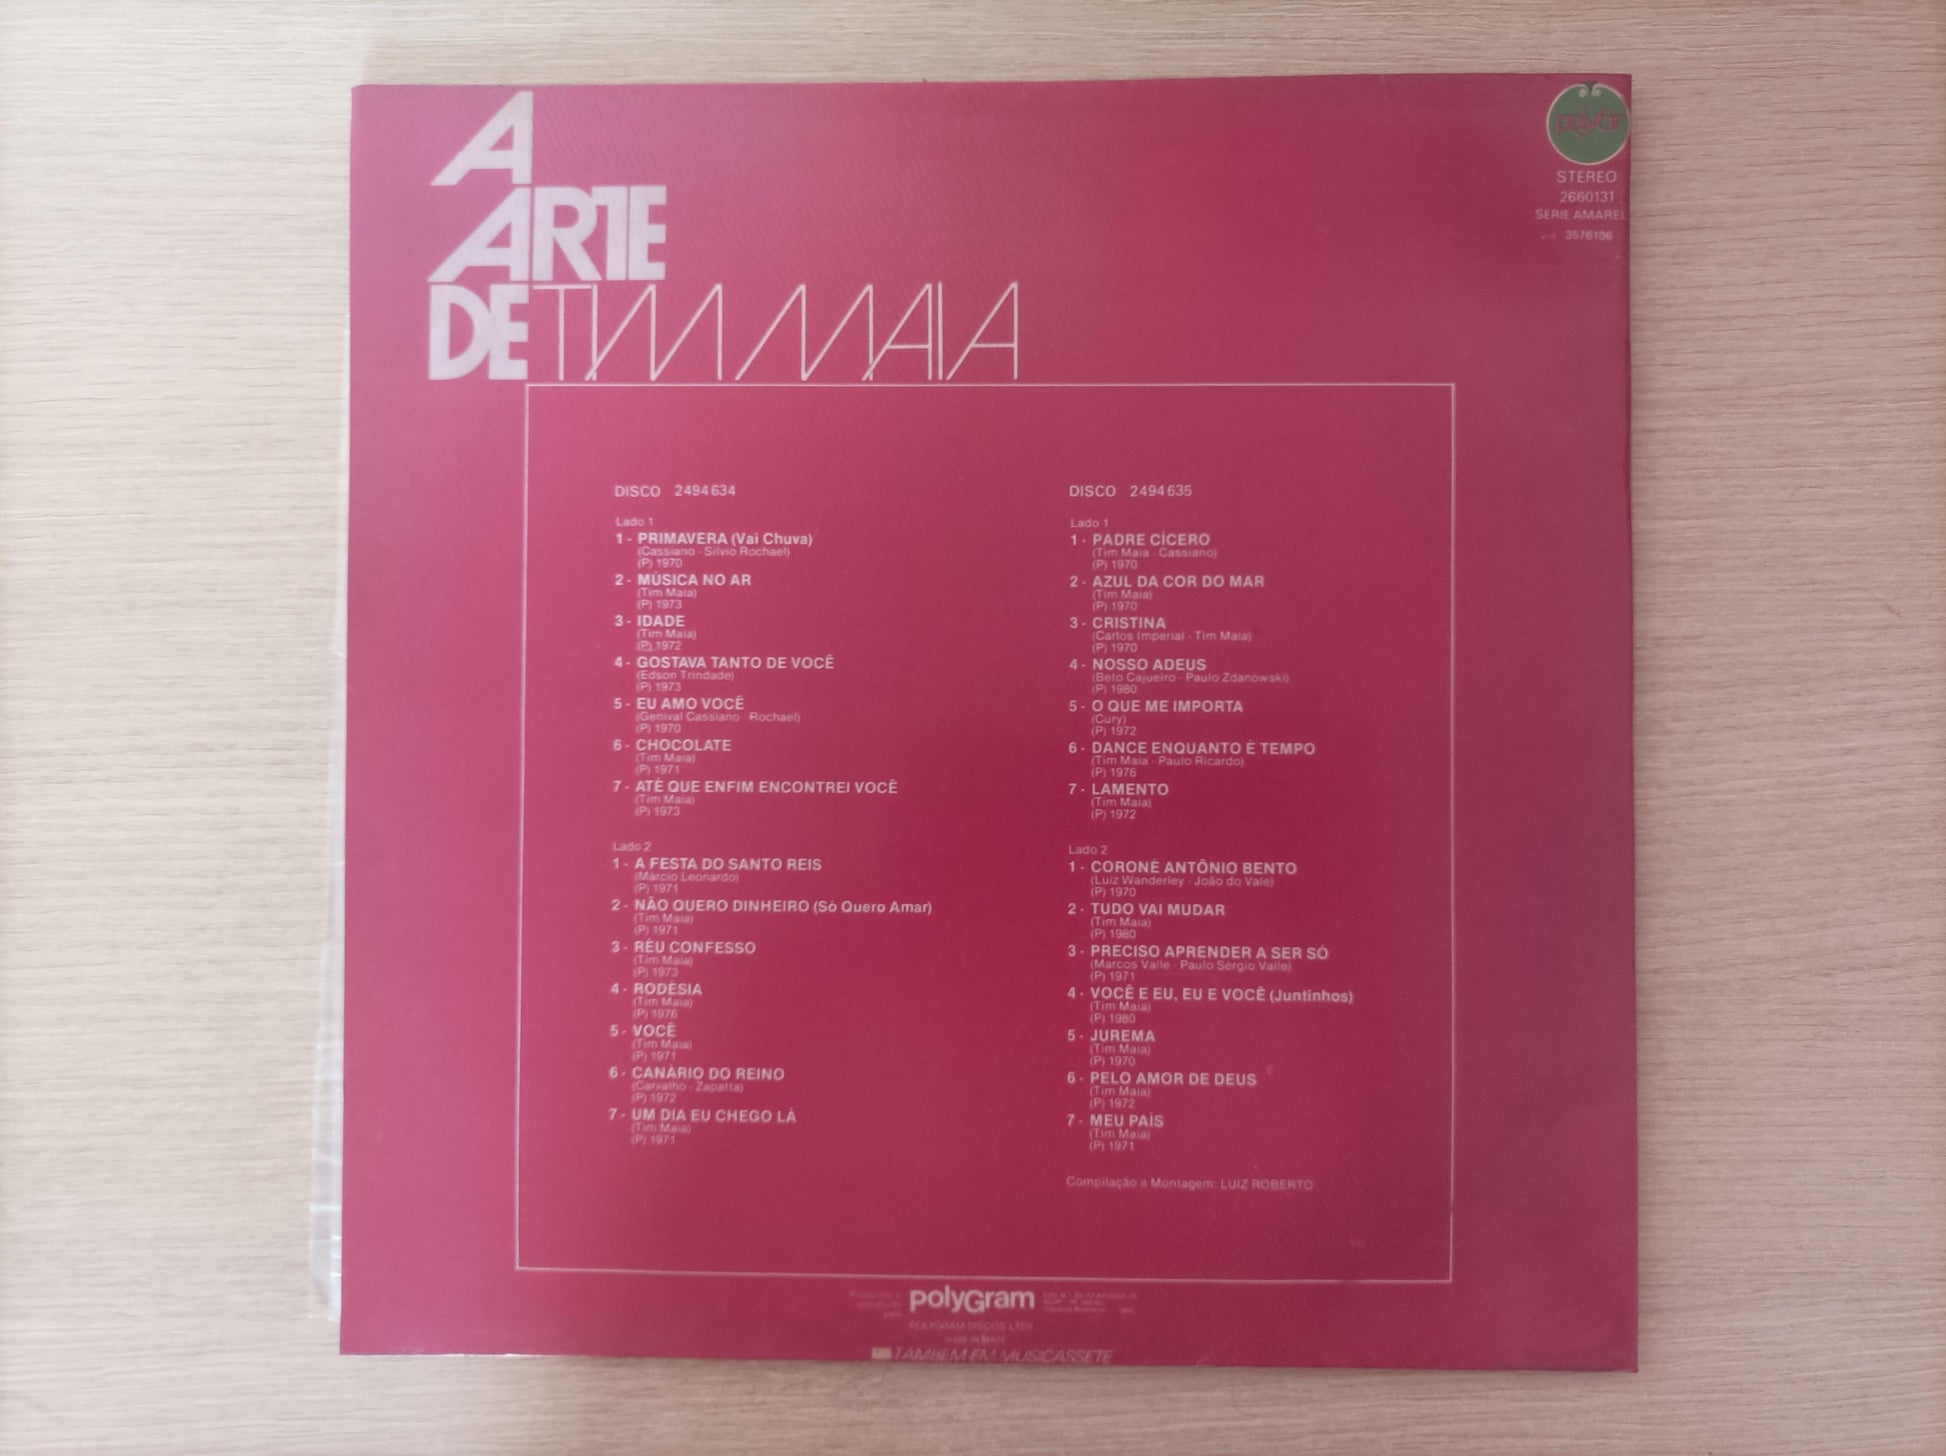 A
ARTE
DE TIM MAIA
polyfar
STEREO
2660131
SERIE AMAREL
3576106
DISCO 2494634
Lado 1
1 - PRIMAVERA (Vai Chuva)
(Cassiano - Silvio Rochael)
(P) 1970
2 - MÚSICA NO AR
(Tim Maia)
(P) 1973
3 - IDADE
(Tim Maia)
(P) 1972
4 - GOSTAVA TANTO DE VOCÊ
(Edson Trindade)
(P) 1973
5 - EU AMO VOCÊ
(Genival Cassiano - Rochael)
(P) 1970
6 - CHOCOLATE
(Tim Maia)
(P) 1971
7 - ATÉ QUE ENFIM ENCONTREI VOCÊ
(Tim Maia)
(P) 1973
Lado 2
1 - A FESTA DO SANTO REIS
(Márcio Leonardo)
(P) 1971
2 - NÃO QUERO DINHEIRO (Só Quero Amar)
(Tim Maia)
(P) 1971
3 - RÉU CONFESSO
(Tim Maia)
(P) 1973
4 - RODÉSIA
(Tim Maia)
(P) 1976
5 - VOCÊ
(Tim Maia)
(P) 1971
6 - CANÁRIO DO REINO
(Carvalho - Zapatta)
(P) 1972
7 - UM DIA EU CHEGO LÁ
(Tim Maia)
(P) 1971
DISCO 2494635
Lado 1
1 - PADRE CÍCERO
(Tim Maia - Cassiano)
(P) 1970
2 - AZUL DA COR DO MAR
(Tim Maia)
(P) 1970
3 - CRISTINA
(Carlos Imperial - Tim Maia)
(P) 1970
4 - NOSSO ADEUS
(Beto Cajueiro - Paulo Zdanowski)
(P) 1980
5 - O QUE ME IMPORTA
(Cury)
(P) 1972
6 - DANCE ENQUANTO É TEMPO
(Tim Maia - Paulo Ricardo)
(P) 1976
7 - LAMENTO
(Tim Maia)
(P) 1972
Lado 2
1 - CORONÉ ANTÔNIO BENTO
(Luiz Wanderley - João do Vale)
(P) 1970
2 - TUDO VAI MUDAR
(Tim Maia)
(P) 1980
3 - PRECISO APRENDER A SER SÓ
(Marcos Valle - Paulo Sérgio Valle)
(P) 1971
4 - VOCÊ E EU, EU E VOCÊ (Juntinhos)
(Tim Maia)
(P) 1980
5 - JUREMA
(Tim Maia)
(P) 1970
6 - PELO AMOR DE DEUS
(Tim Maia)
(P) 1972
7 - MEU PAÍS
(Tim Maia)
(P) 1971
Compilação e Montagem: LUIZ ROBERTO
polyGram
POLYGRAM DISCOS LTDA
TAMBÉM EM MUSICASSETE